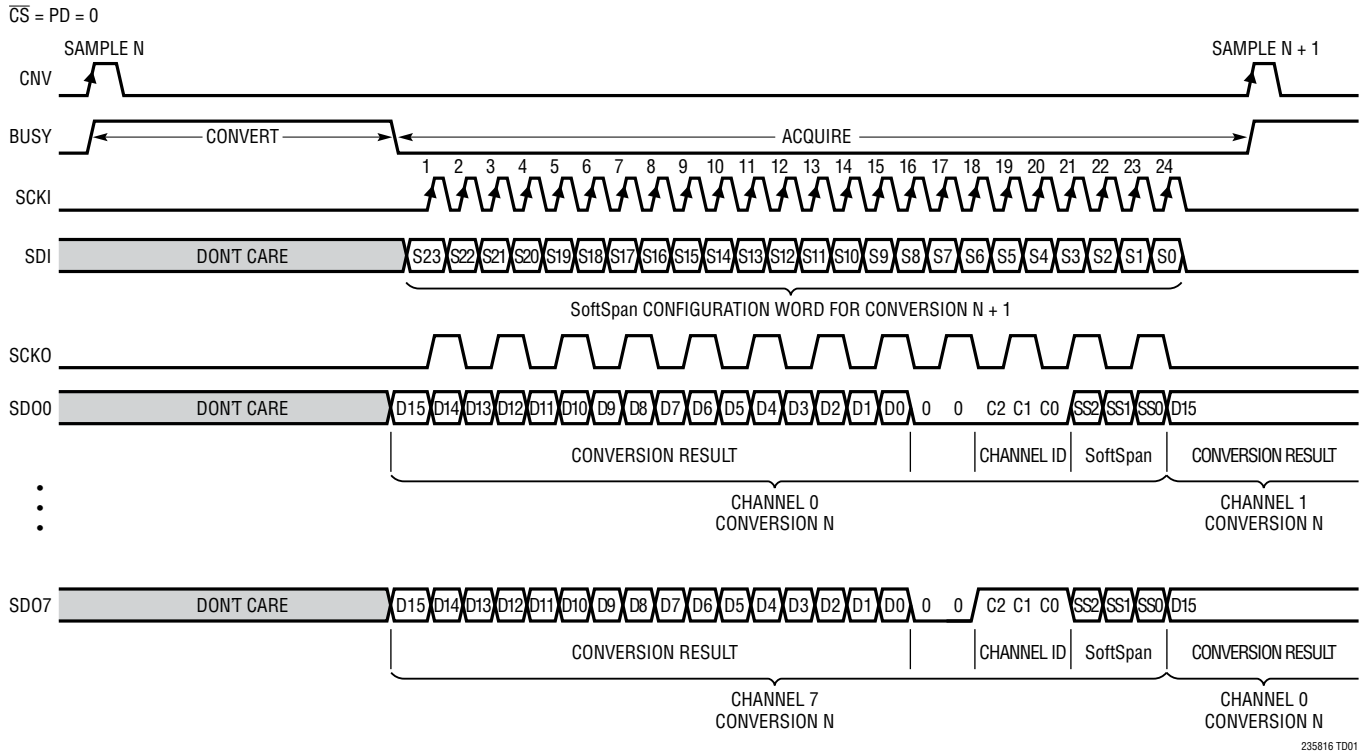 CS = PD = 0
SAMPLE N SAMPLE N + 1
CNV
BUSY CONVERT ACQUIRE
1 2 3 4 5 6 7 8 9 10 11 12 13 14 15 16 17 18 19 20 21 22 23 24
SCKI
SDI DON'T CARE S23 S22 S21 S20 S19 S18 S17 S16 S15 S14 S13 S12 S11 S10 S9 S8 S7 S6 S5 S4 S3 S2 S1 S0
SoftSpan CONFIGURATION WORD FOR CONVERSION N + 1
SCKO
SDO0 DON'T CARE D15 D14 D13 D12 D11 D10 D9 D8 D7 D6 D5 D4 D3 D2 D1 D0 0 0 C2 C1 C0 SS2 SS1 SS0 D15
CONVERSION RESULT CHANNEL ID SoftSpan CONVERSION RESULT
CHANNEL 0 CHANNEL 1
CONVERSION N CONVERSION N
SDO7 DON'T CARE D15 D14 D13 D12 D11 D10 D9 D8 D7 D6 D5 D4 D3 D2 D1 D0 0 0 C2 C1 C0 SS2 SS1 SS0 D15
CONVERSION RESULT CHANNEL ID SoftSpan CONVERSION RESULT
CHANNEL 7 CHANNEL 0
CONVERSION N CONVERSION N
235816 TD01